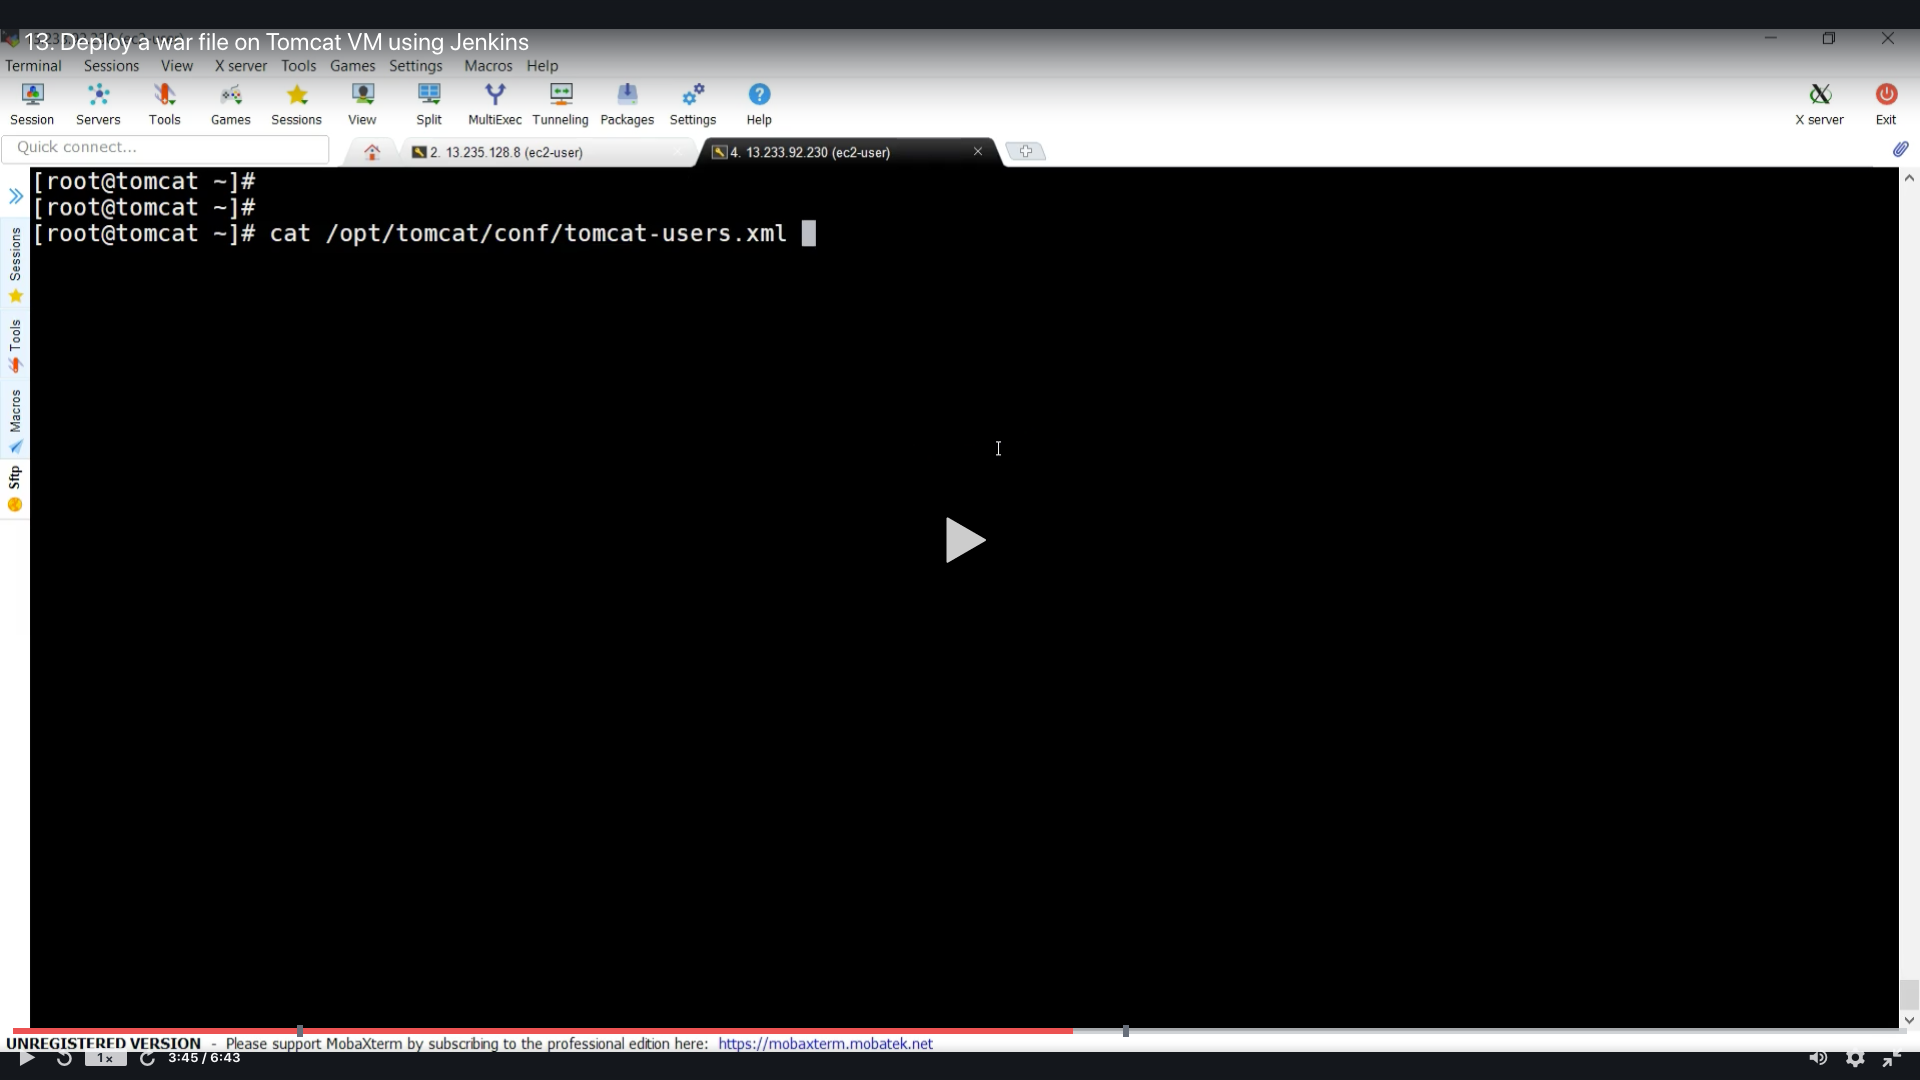 13. Deploy a war file on Tomcat VM using Jenkins
Terminal Sessions View X server Tools Games Settings Macros Help
Session Servers Tools Games Sessions View Split MultiExec Tunneling Packages Settings Help X server Exit
Quick connect...
2. 13.235.128.8 (ec2-user)
4. 13.233.92.230 (ec2-user)
[root@tomcat ~]#
[root@tomcat ~]#
[root@tomcat ~]# cat /opt/tomcat/conf/tomcat-users.xml
Sessions
Tools
Macros
Sftp
UNREGISTERED VERSION - Please support MobaXterm by subscribing to the professional edition here: https://mobaxterm.mobatek.net
1x 3:45 / 6:43